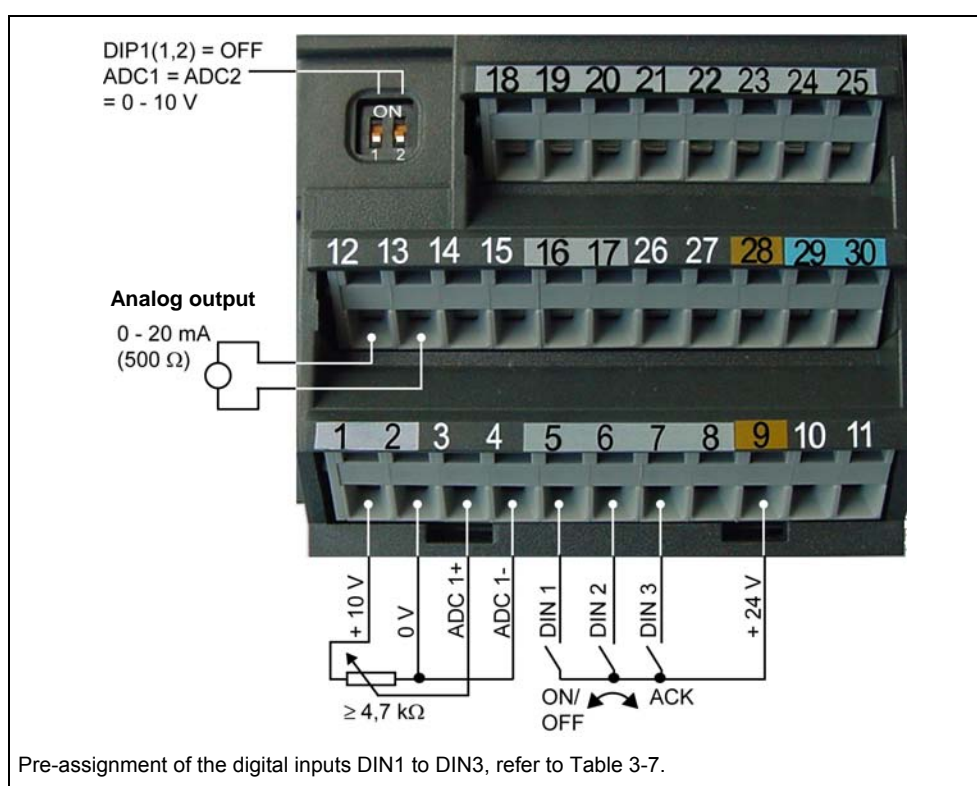 DIP1(1,2) = OFF
ADC1 = ADC2
= 0 - 10 V
ON
1 2
18 19 20 21 22 23 24 25
12 13 14 15 16 17 26 27 28 29 30
Analog output
0 - 20 mA
(500 Ω)
1 2 3 4 5 6 7 8 9 10 11
+ 10 V
0 V
ADC 1+
ADC 1-
DIN 1
DIN 2
DIN 3
+ 24 V
≥ 4,7 kΩ
ON/
OFF
ACK
Pre-assignment of the digital inputs DIN1 to DIN3, refer to Table 3-7.